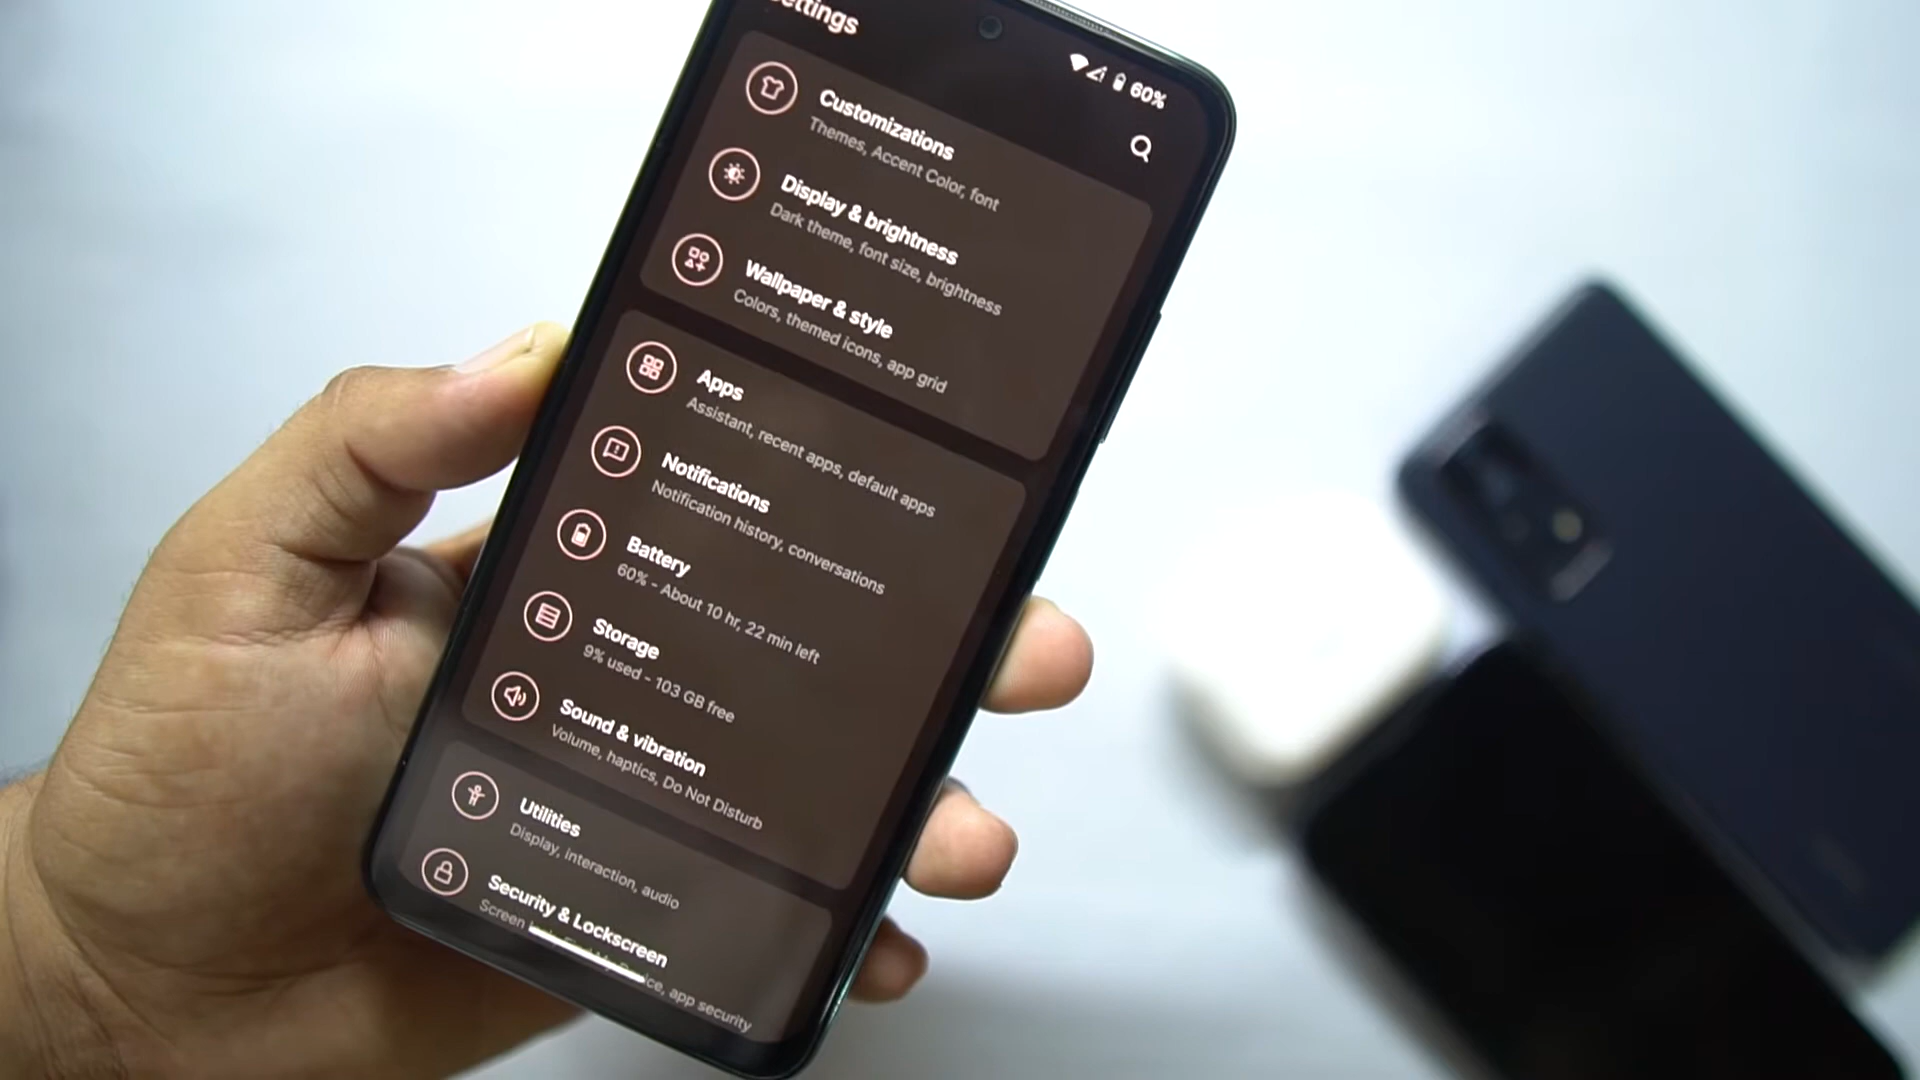 ettings
60%
Customizations
Themes, Accent Color, font
Display & brightness
Dark theme, font size, brightness
Wallpaper & style
Colors, themed icons, app grid
Apps
Assistant, recent apps, default apps
Notifications
Notification history, conversations
Battery
60% - About 10 hr, 22 min left
Storage
9% used - 103 GB free
Sound & vibration
Volume, haptics, Do Not Disturb
Utilities
Display, interaction, audio
Security & Lockscreen
Screen app security